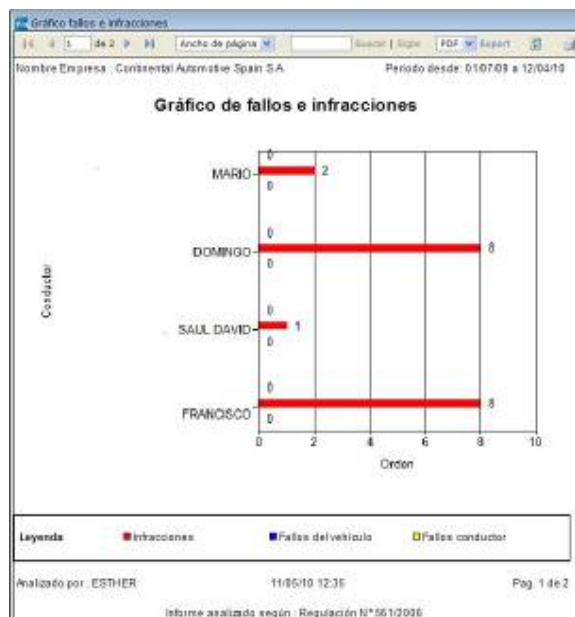 Gráfico fallos e infracciones
1 de 2 Ancho de página Buscar | Sigte PDF Export
Nombre Empresa : Continental Automotive Spain S.A. Periodo desde: 01/07/09 a 12/04/10
Gráfico de fallos e infracciones
Conductor
0
MARIO 2
0
0
DOMINGO 8
0
0
SAUL DAVID 1
0
0
FRANCISCO 8
0
0 2 4 6 8 10
Orden
Leyenda Infracciones Fallos del vehículo Fallos conductor
Analizado por : ESTHER 11/05/10 12:35 Pag. 1 de 2
Informe analizado según : Regulación Nº 561/2006